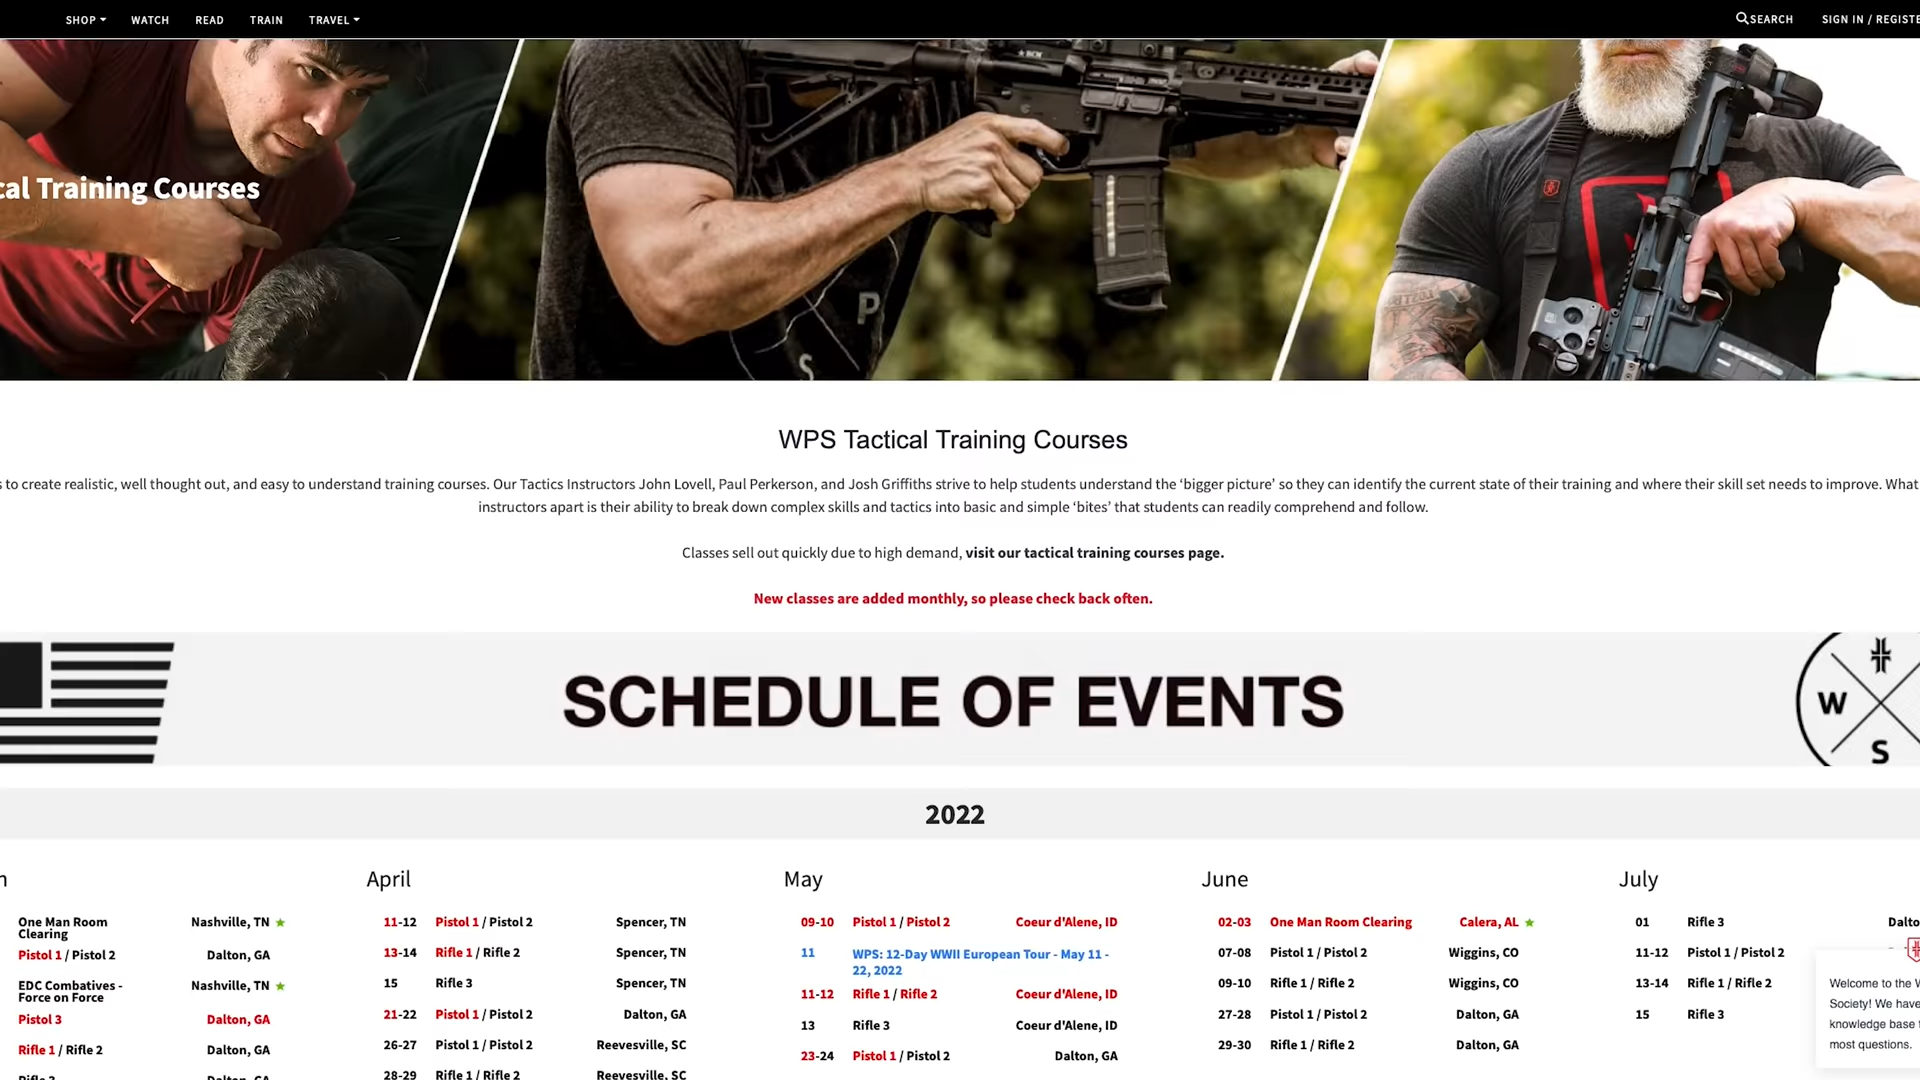 SHOP WATCH READ TRAIN TRAVEL SEARCH SIGN IN / REGISTE
cal Training Courses
WPS Tactical Training Courses
s to create realistic, well thought out, and easy to understand training courses. Our Tactics Instructors John Lovell, Paul Perkerson, and Josh Griffiths strive to help students understand the ‘bigger picture’ so they can identify the current state of their training and where their skill set needs to improve. What
instructors apart is their ability to break down complex skills and tactics into basic and simple ‘bites’ that students can readily comprehend and follow.
Classes sell out quickly due to high demand, visit our tactical training courses page.
New classes are added monthly, so please check back often.
SCHEDULE OF EVENTS
W
S
2022
One Man Room
Clearing
Nashville, TN
Pistol 1 / Pistol 2 Dalton, GA
EDC Combatives -
Force on Force
Nashville, TN
Pistol 3 Dalton, GA
Rifle 1 / Rifle 2 Dalton, GA
Rifle 3 Dalton, GA
April
11-12 Pistol 1 / Pistol 2 Spencer, TN
13-14 Rifle 1 / Rifle 2 Spencer, TN
15 Rifle 3 Spencer, TN
21-22 Pistol 1 / Pistol 2 Dalton, GA
26-27 Pistol 1 / Pistol 2 Reevesville, SC
28-29 Rifle 1 / Rifle 2 Reevesville, SC
May
09-10 Pistol 1 / Pistol 2 Coeur d'Alene, ID
11 WPS: 12-Day WWII European Tour - May 11 -
22, 2022
11-12 Rifle 1 / Rifle 2 Coeur d'Alene, ID
13 Rifle 3 Coeur d'Alene, ID
23-24 Pistol 1 / Pistol 2 Dalton, GA
June
02-03 One Man Room Clearing Calera, AL
07-08 Pistol 1 / Pistol 2 Wiggins, CO
09-10 Rifle 1 / Rifle 2 Wiggins, CO
27-28 Pistol 1 / Pistol 2 Dalton, GA
29-30 Rifle 1 / Rifle 2 Dalton, GA
July
01 Rifle 3 Dalto
11-12 Pistol 1 / Pistol 2
13-14 Rifle 1 / Rifle 2
15 Rifle 3
Welcome to the W
Society! We have
knowledge base
most questions.